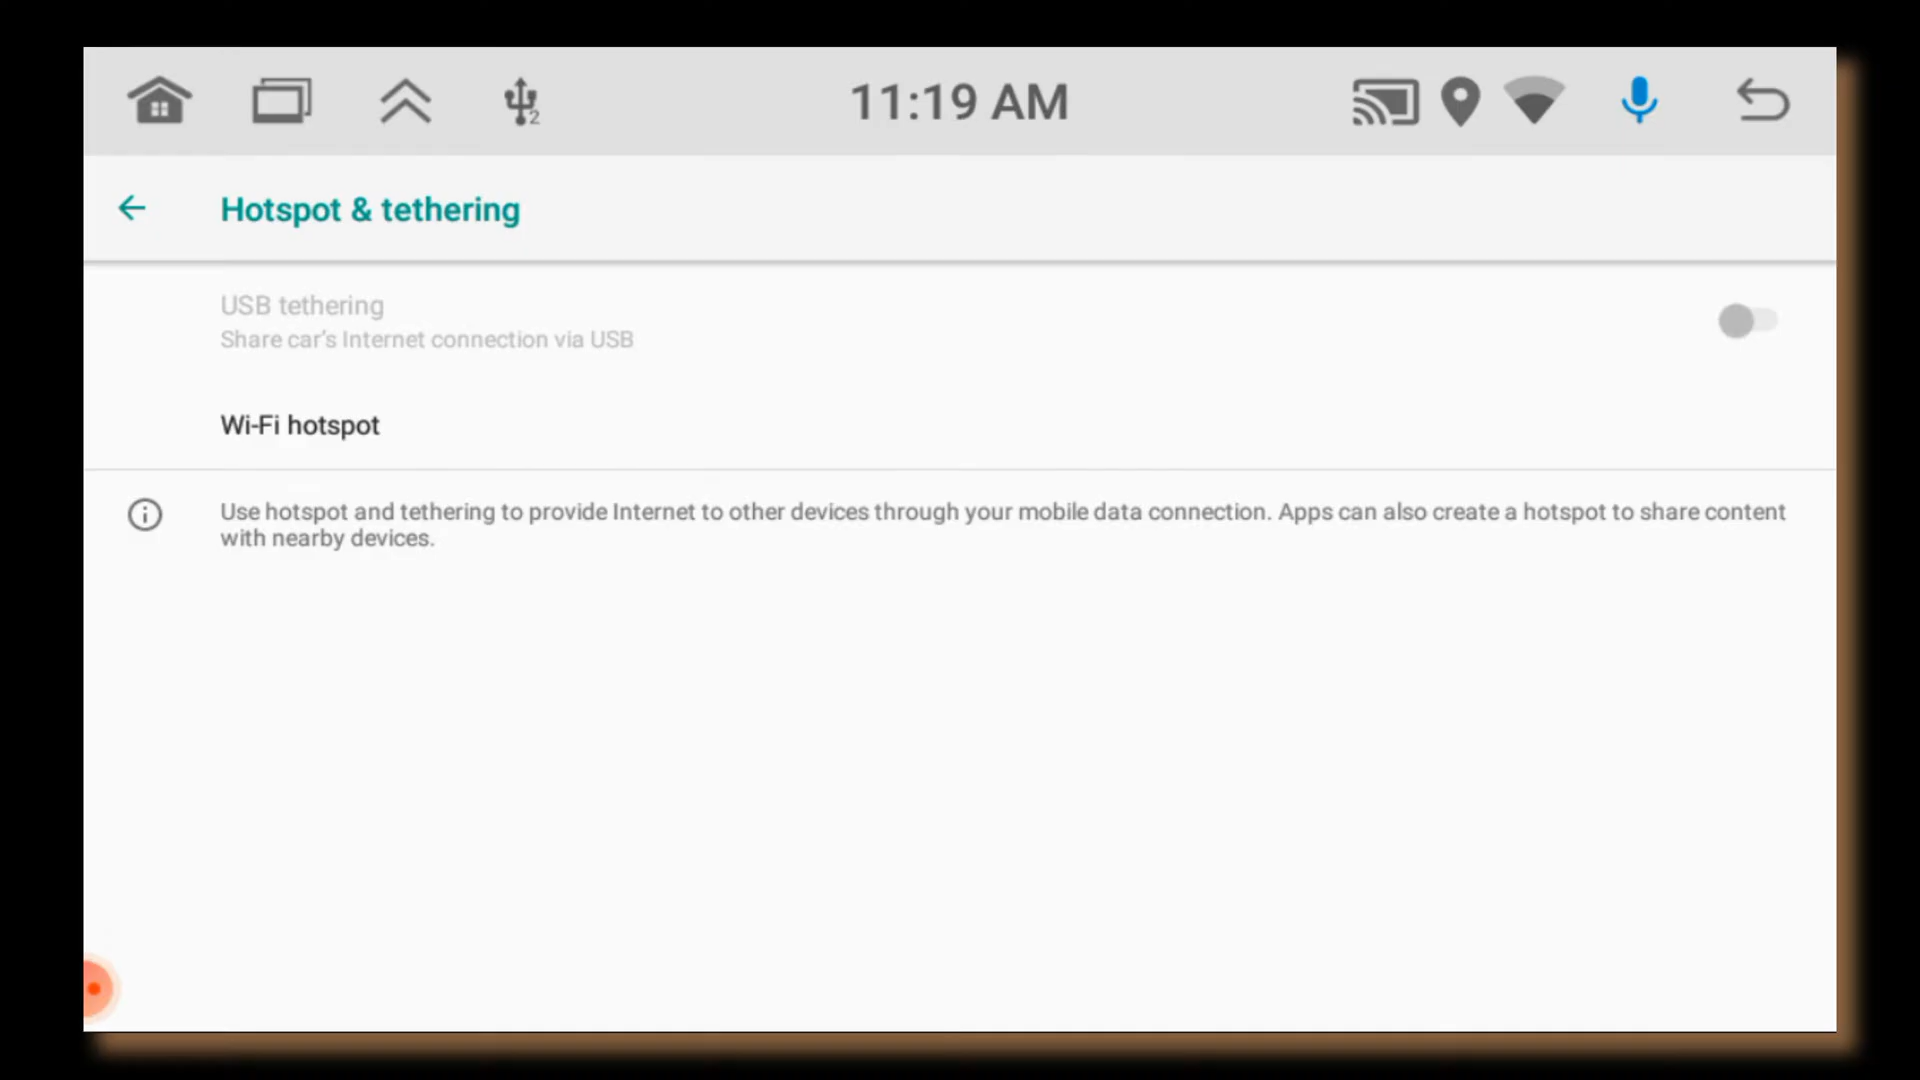 2
11:19 AM
Hotspot & tethering
USB tethering
Share car's Internet connection via USB
Wi-Fi hotspot
Use hotspot and tethering to provide Internet to other devices through your mobile data connection. Apps can also create a hotspot to share content
with nearby devices.